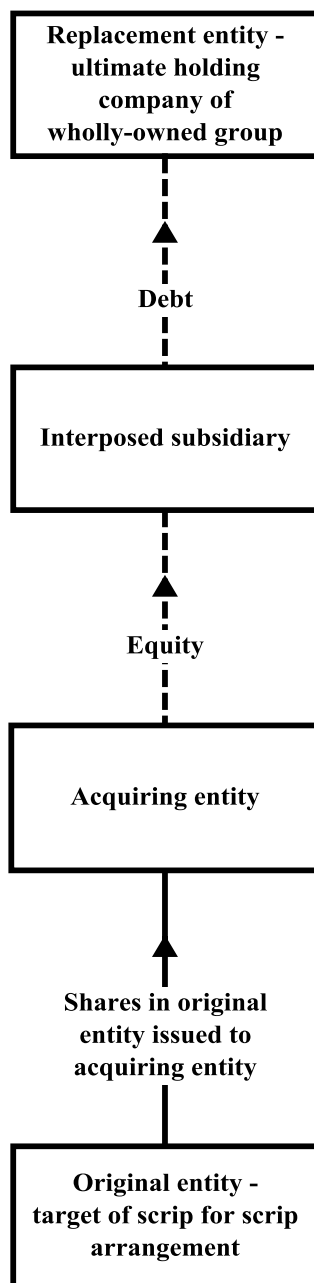 Replacement entity -
ultimate holding
company of
wholly-owned group
Debt
Interposed subsidiary
Equity
Acquiring entity
Shares in original
entity issued to
acquiring entity
Original entity -
target of scrip for scrip
arrangement